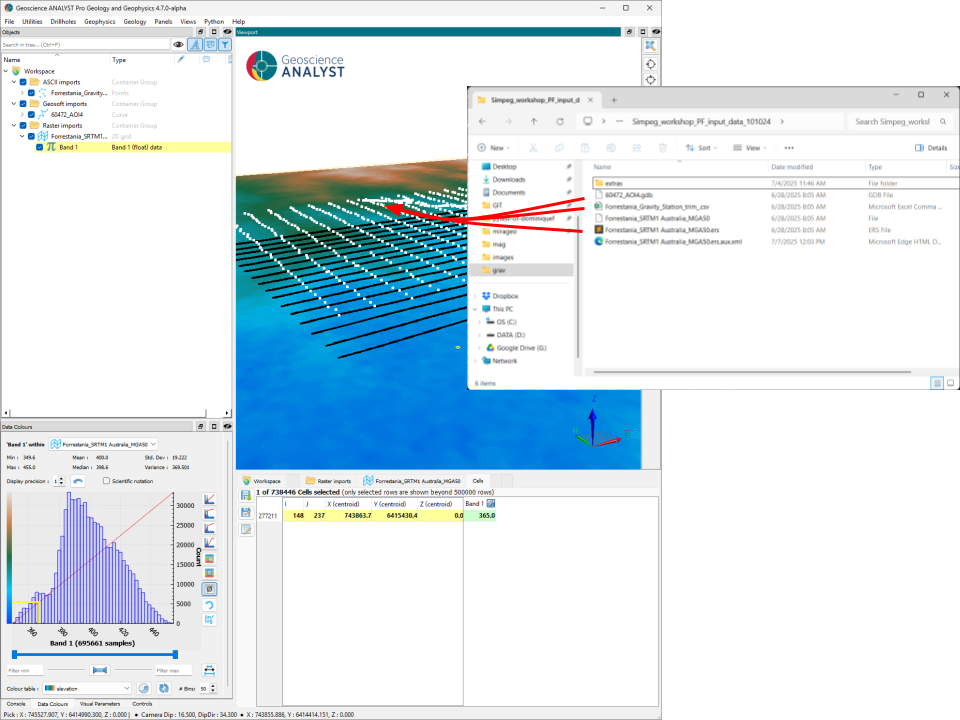 Geoscience ANALYST Pro Geology and Geophysics 4.7.0-alpha
File Utilities Drillholes Geophysics Geology Panels Views Python Help
Objects
Search in tree... (Ctrl+F)
Name Type
Workspace
ASCII imports Container Group
Forrestania_Gravity... Points
Geosoft imports Container Group
60472_AOI4 Curve
Raster imports Container Group
Forrestania_SRTM1... 2D grid
Band 1 Band 1 (float) data
Viewport
Geoscience
ANALYST
Simpeg_workshop_PF_input_d
Simpeg_workshop_PF_input_data_101024
Search Simpeg_worksl
New Sort View Details
Desktop
Downloads
Documents
GIT
mirageo
mag
images
grav
Dropbox
This PC
OS (C:)
DATA (D:)
Google Drive (G:)
Network
Name Date modified Type Size
extras 7/4/2025 11:46 AM File folder
60472_AOI4.gdb 6/28/2025 8:05 AM GDB File
Forrestania_Gravity_Station_trim_.csv 6/28/2025 8:05 AM Microsoft Excel Comma ...
Forrestania_SRTM1 Australia_MGA50 6/28/2025 8:05 AM File
Forrestania_SRTM1 Australia_MGA50.ers 6/28/2025 8:05 AM ERS File
Forrestania_SRTM1 Australia_MGA50.ers.aux.xml 7/7/2025 12:03 PM Microsoft Edge HTML D...
6 items
Z
Data Colours
'Band 1' within Forrestania_SRTM1 Australia_MGA50
Min : 349.6 Mean : 400.0 Std. Dev : 19.222
Max : 455.0 Median : 398.6 Variance : 369.501
Display precision : 1 Scientific notation
30000
25000
20000
15000
10000
5000
0
Count
360 380 400 420 440
Band 1 (695661 samples)
Filter min Filter max
Colour table : elevation # Bins: 50
Console Data Colours Visual Parameters Controls
Workspace Raster imports Forrestania_SRTM1 Australia_MGA50 Cells
1 of 738446 Cells selected (only selected rows are shown beyond 500000 rows)
I J X (centroid) Y (centroid) Z (centroid) Band 1
277211 148 237 743863.7 6415430.4 0.0 365.0
Pick : X : 745527.907, Y : 6414990.300, Z : 0.000 | ● Camera Dip : 16.500, DipDir : 34.300 ● X : 743855.886, Y : 6414414.151, Z : 0.000